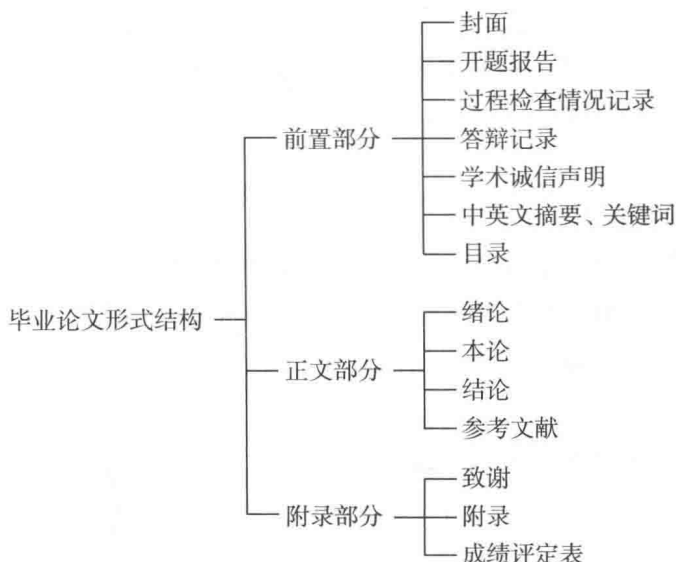 封面
开题报告
过程检查情况记录
前置部分
答辩记录
学术诚信声明
中英文摘要、关键词
目录
毕业论文形式结构
绪论
本论
正文部分
结论
参考文献
致谢
附录部分
附录
成绩评定表